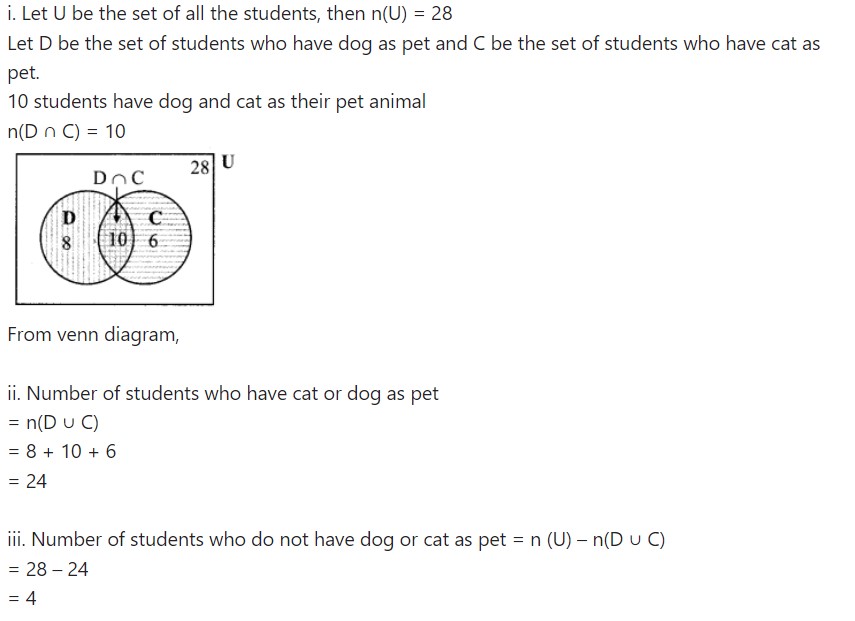 i. Let U be the set of all the students, then n(U) = 28
Let D be the set of students who have dog as pet and C be the set of students who have cat as
pet.
10 students have dog and cat as their pet animal
n(D ∩ C) = 10
28 U
D∩C
D C
8 10 6
From venn diagram,
ii. Number of students who have cat or dog as pet
= n(D ∪ C)
= 8 + 10 + 6
= 24
iii. Number of students who do not have dog or cat as pet = n (U) – n(D ∪ C)
= 28 – 24
= 4